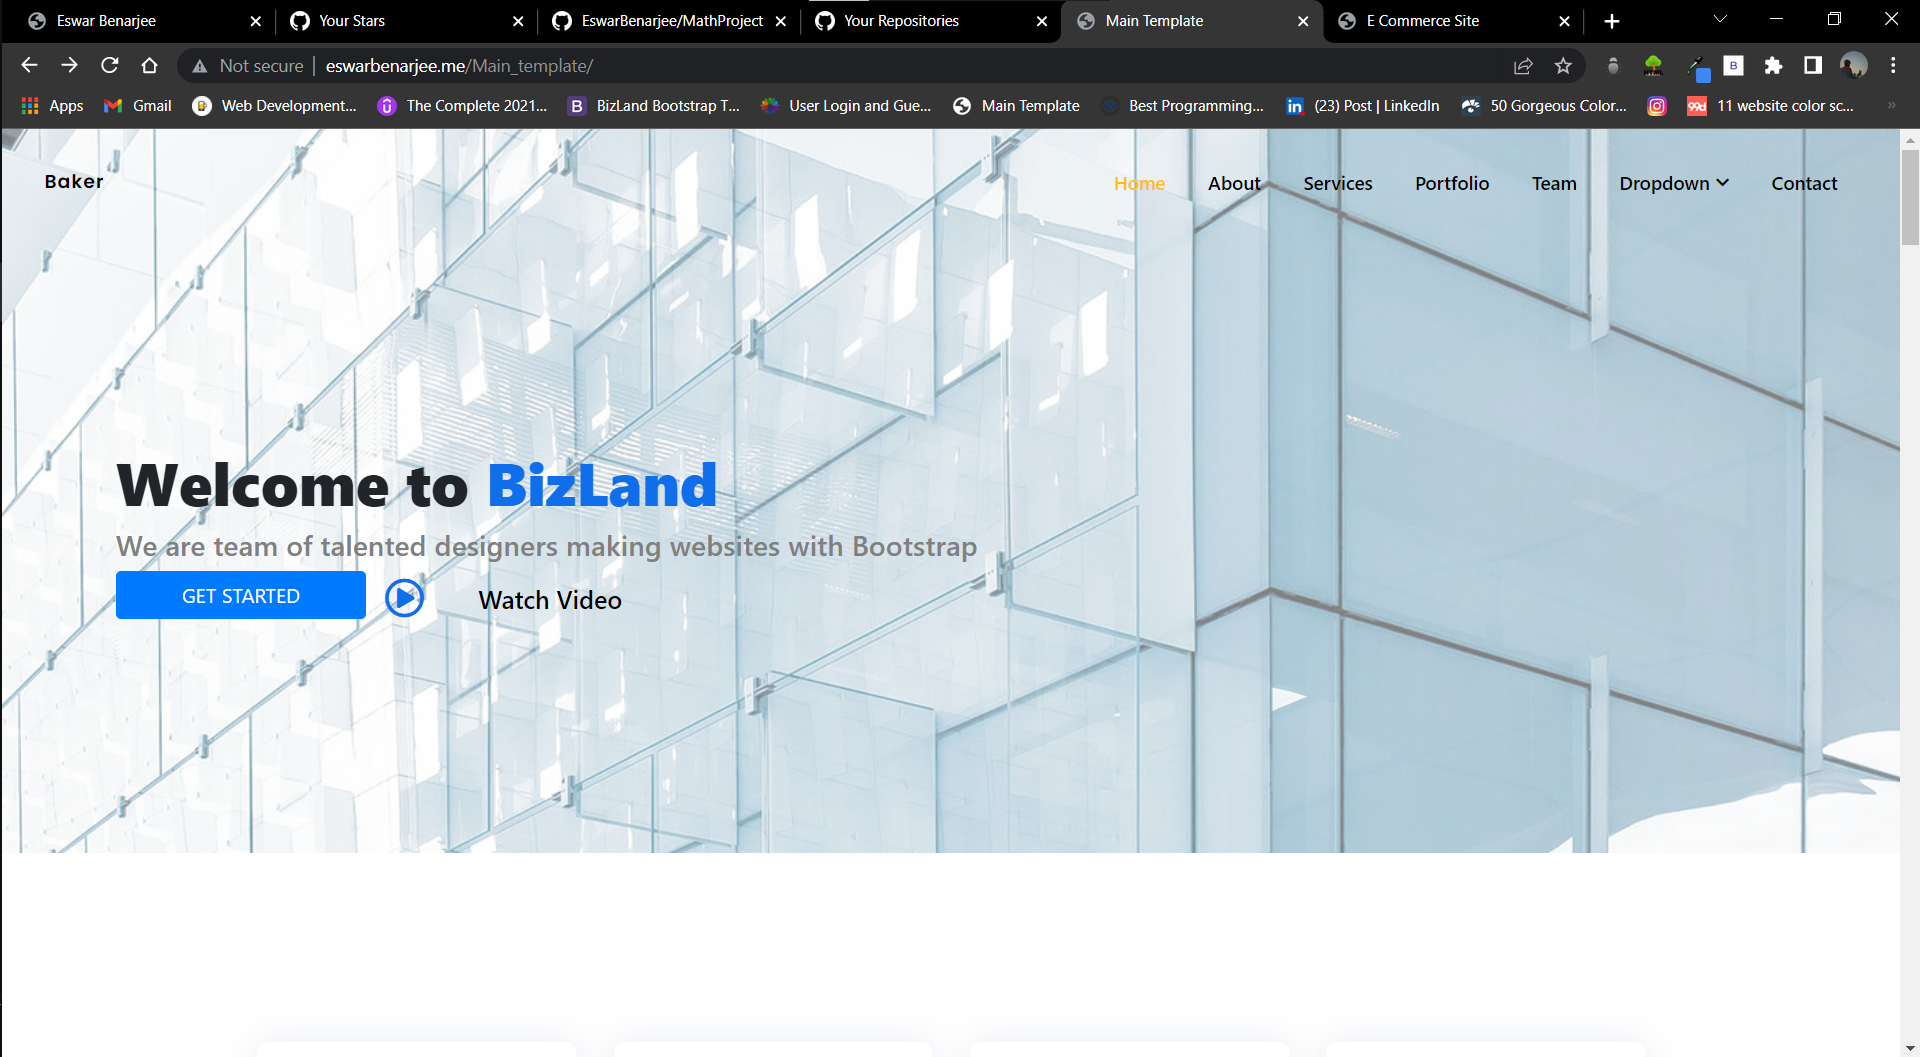 Eswar Benarjee
Your Stars
EswarBenarjee/MathProject
Your Repositories
Main Template
E Commerce Site
Not secure eswarbenarjee.me/Main_template/
B
Apps
Gmail
Web Development...
The Complete 2021...
B BizLand Bootstrap T...
User Login and Gue...
Main Template
Best Programming...
in (23) Post | LinkedIn
50 Gorgeous Color...
99d 11 website color sc...
»
Baker
Home About Services Portfolio Team Dropdown Contact
Welcome to BizLand
We are team of talented designers making websites with Bootstrap
GET STARTED Watch Video